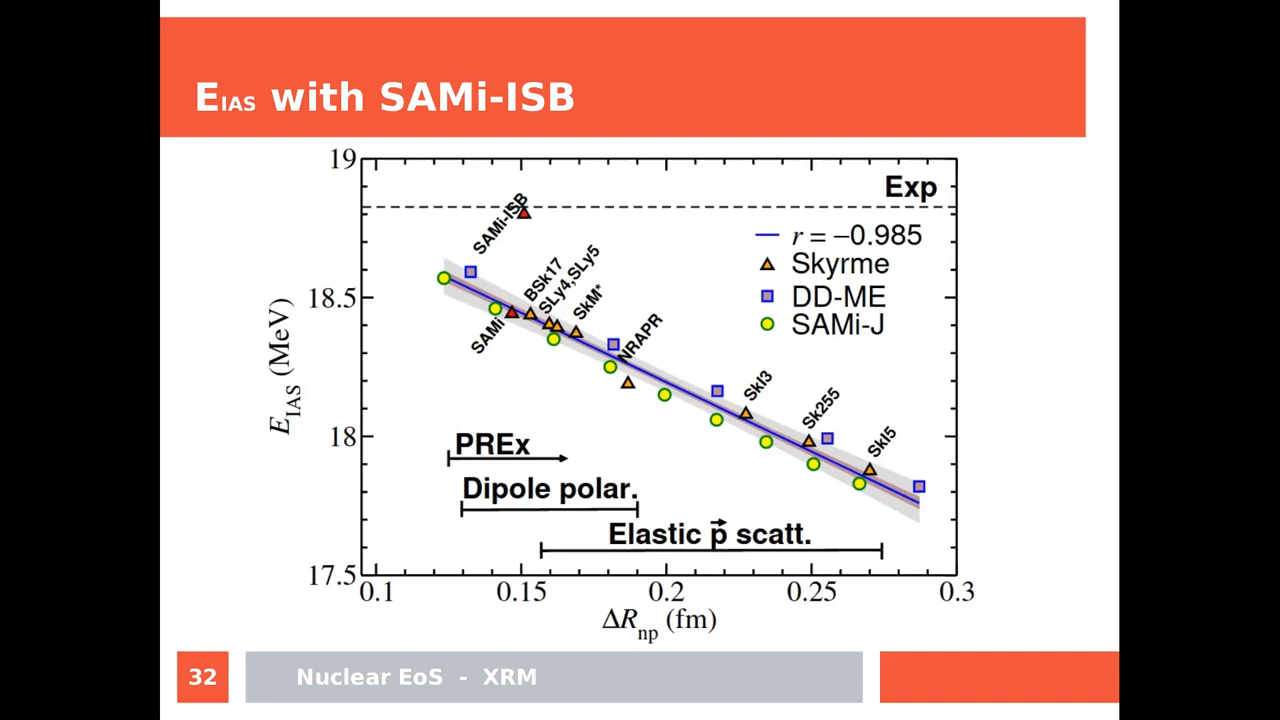 EIAS with SAMi-ISB
19
18.5
18
17.5
EIAS (MeV)
Exp
r = −0.985
Skyrme
DD-ME
SAMi-J
SAMi-ISB
SAMi
BSk17
SLy4,SLy5
SkM*
NRAPR
SkI3
Sk255
SkI5
PREx
Dipole polar.
Elastic p⃗ scatt.
0.1 0.15 0.2 0.25 0.3
ΔRnp (fm)
32 Nuclear EoS - XRM